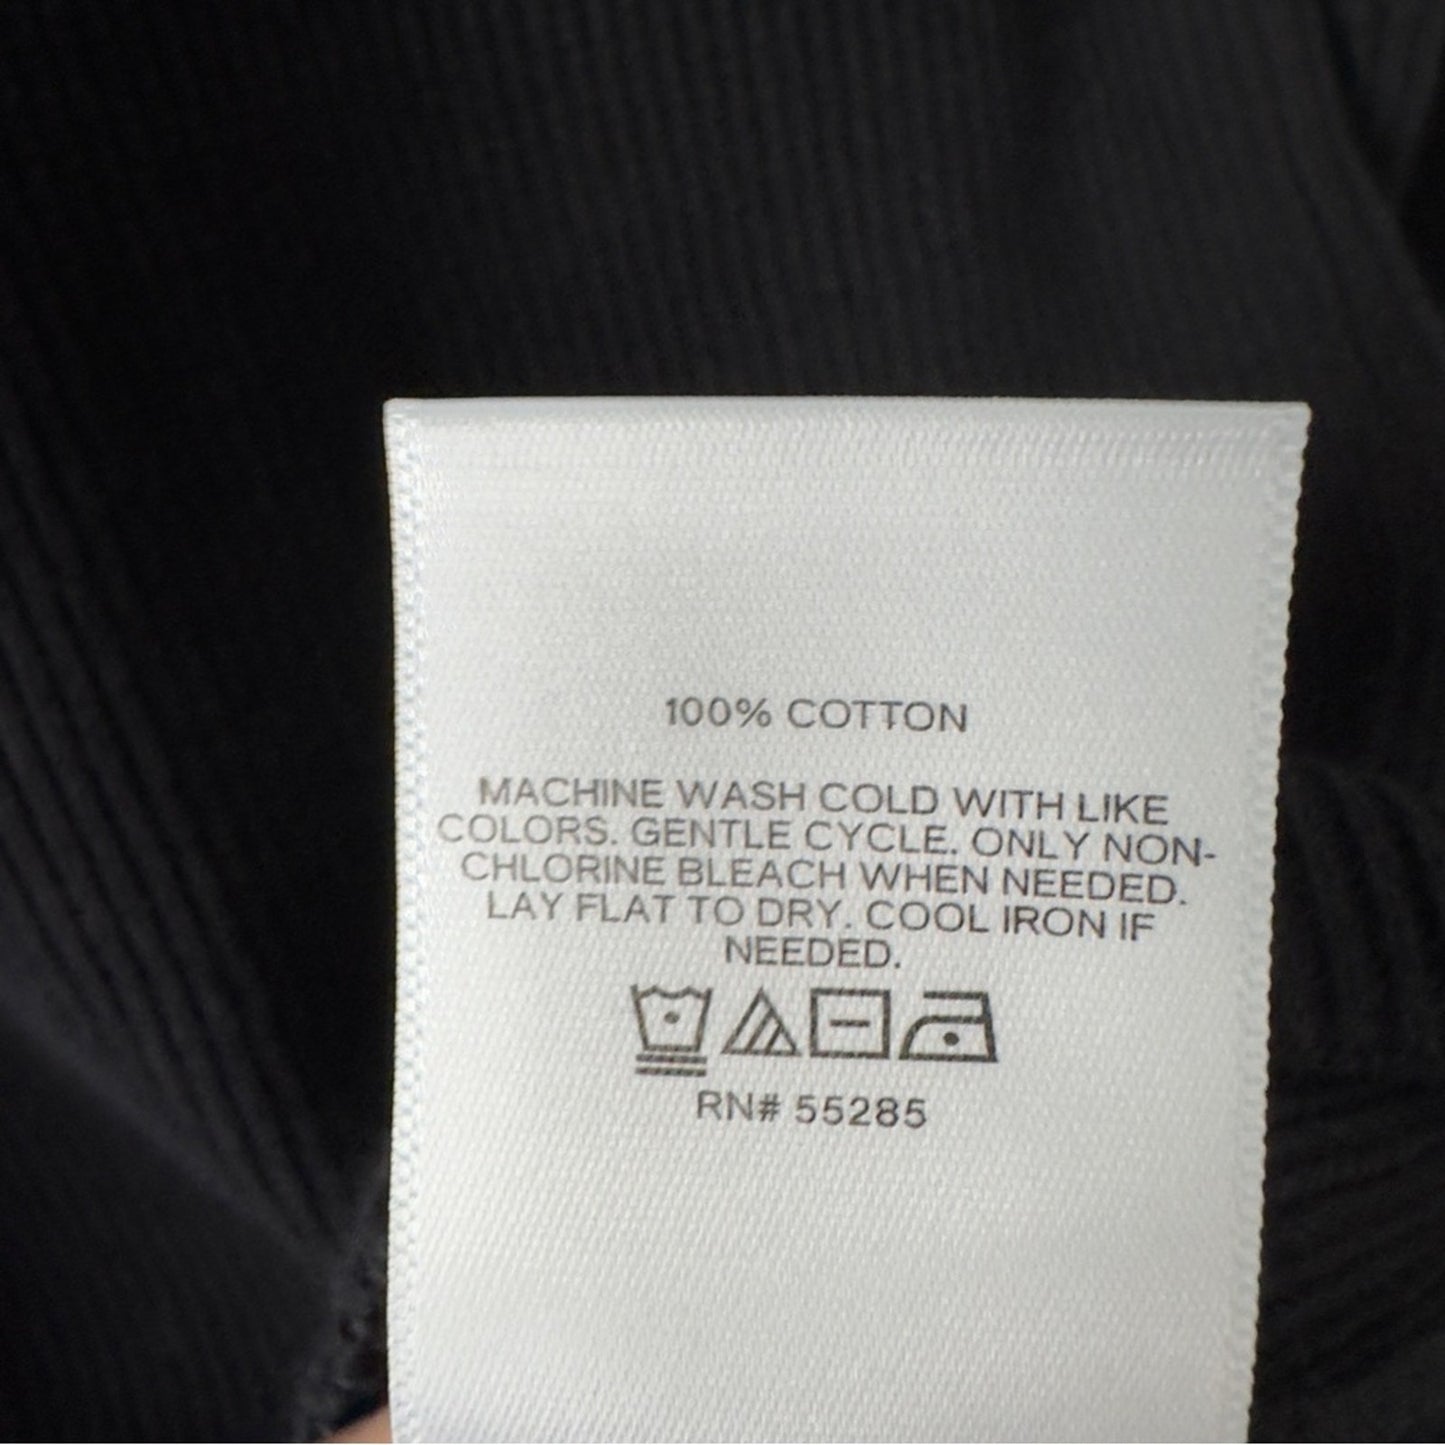 100% COTTON
MACHINE WASH COLD WITH LIKE
COLORS. GENTLE CYCLE. ONLY NON-
CHLORINE BLEACH WHEN NEEDED.
LAY FLAT TO DRY. COOL IRON IF
NEEDED.
RN# 55285